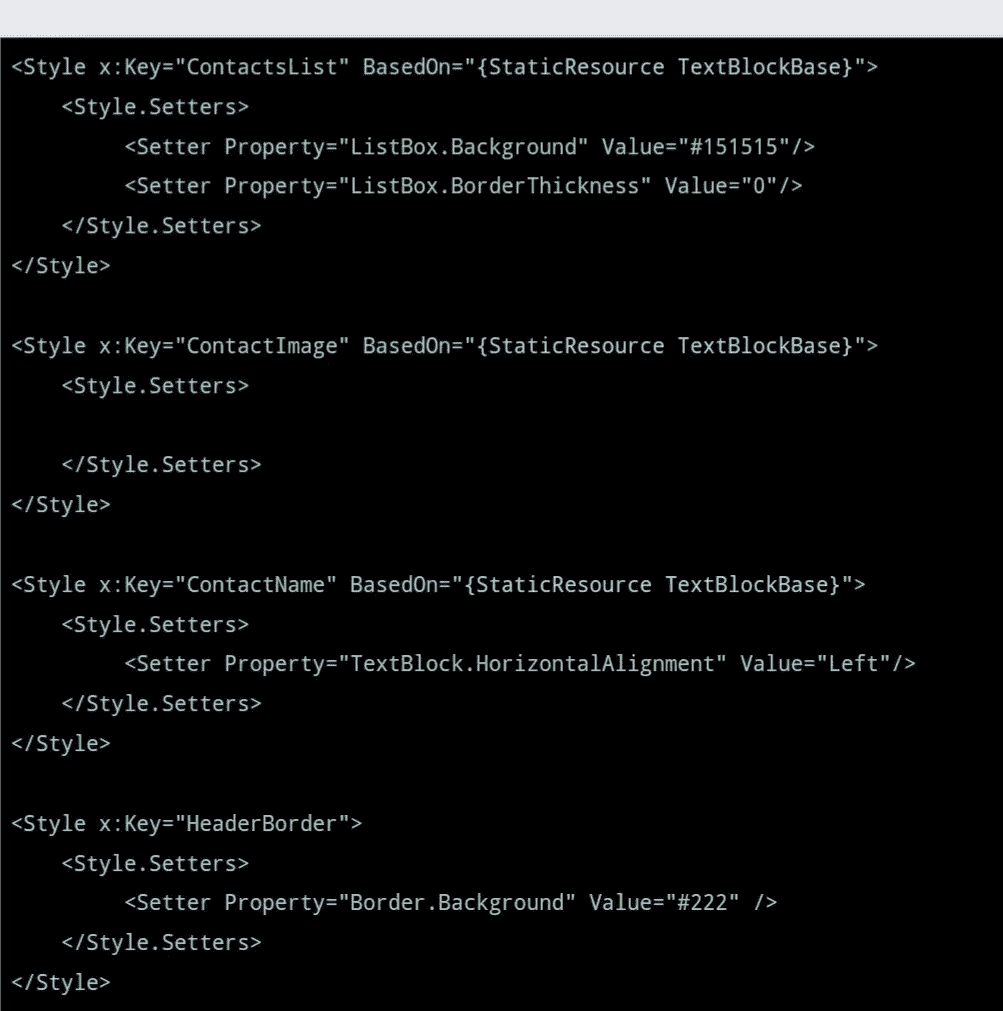 <Style x:Key="ContactsList" BasedOn="{StaticResource TextBlockBase}">
    <Style.Setters>
         <Setter Property="ListBox.Background" Value="#151515"/>
         <Setter Property="ListBox.BorderThickness" Value="0"/>
    </Style.Setters>
</Style>

<Style x:Key="ContactImage" BasedOn="{StaticResource TextBlockBase}">
    <Style.Setters>

    </Style.Setters>
</Style>

<Style x:Key="ContactName" BasedOn="{StaticResource TextBlockBase}">
    <Style.Setters>
         <Setter Property="TextBlock.HorizontalAlignment" Value="Left"/>
    </Style.Setters>
</Style>

<Style x:Key="HeaderBorder">
    <Style.Setters>
         <Setter Property="Border.Background" Value="#222" />
    </Style.Setters>
</Style>